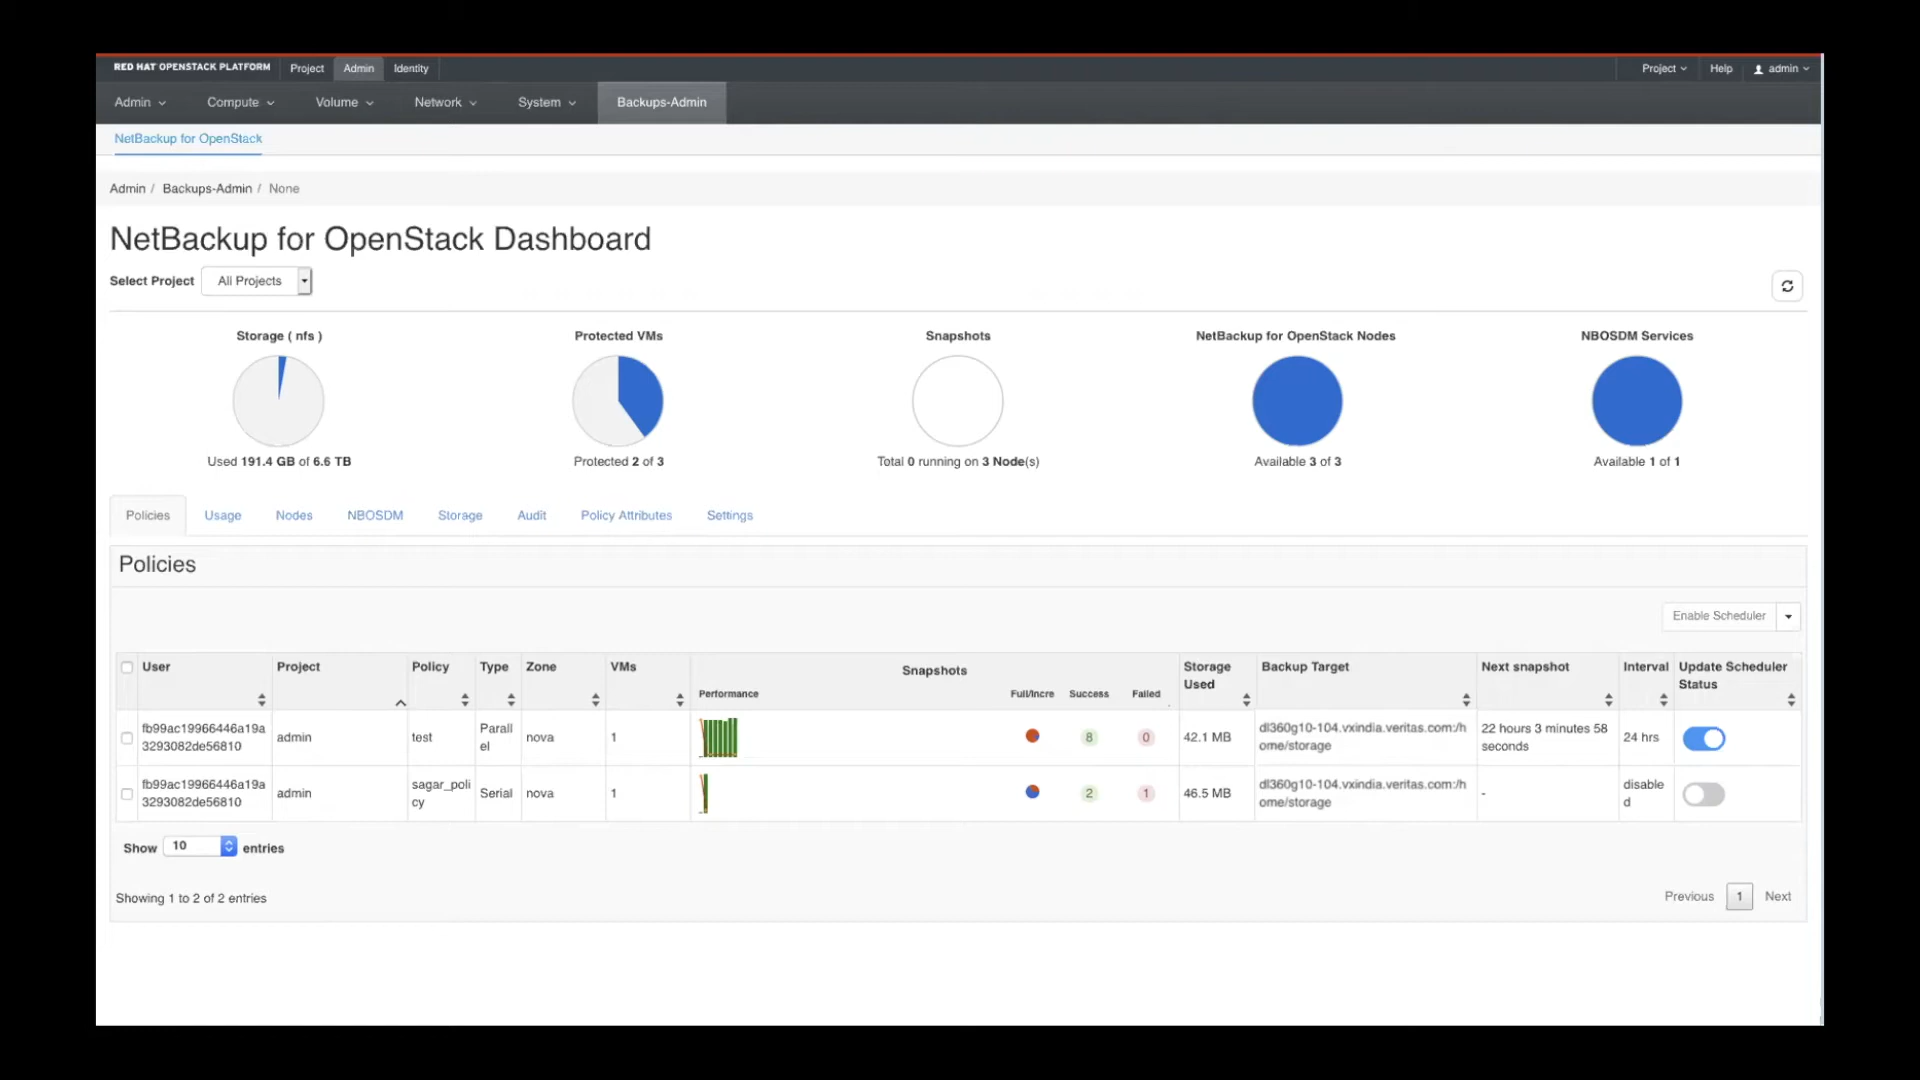 RED HAT OPENSTACK PLATFORM Project Admin Identity Project Help admin
Admin Compute Volume Network System Backups-Admin
NetBackup for OpenStack
Admin / Backups-Admin / None
NetBackup for OpenStack Dashboard
Select Project All Projects
Storage ( nfs ) Protected VMs Snapshots NetBackup for OpenStack Nodes NBOSDM Services
Used 191.4 GB of 6.6 TB Protected 2 of 3 Total 0 running on 3 Node(s) Available 3 of 3 Available 1 of 1
Policies Usage Nodes NBOSDM Storage Audit Policy Attributes Settings
Policies
Enable Scheduler
User Project Policy Type Zone VMs Snapshots Storage Backup Target Next snapshot Interval Update Scheduler
Used Status
Performance Full/Incre Success Failed
fb99ac19966446a19a Parall dl360g10-104.vxindia.veritas.com:/h 22 hours 3 minutes 58
admin test nova 1 8 0 42.1 MB 24 hrs
3293082de56810 el ome/storage seconds
fb99ac19966446a19a sagar_poli dl360g10-104.vxindia.veritas.com:/h disable
admin Serial nova 1 2 1 46.5 MB -
3293082de56810 cy ome/storage d
Show 10 entries
Showing 1 to 2 of 2 entries Previous 1 Next